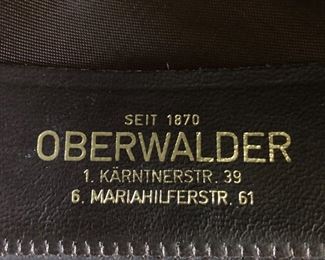 SEIT 1870
OBERWALDER
1. KÄRNTNERSTR. 39
6. MARIAHILFERSTR. 61